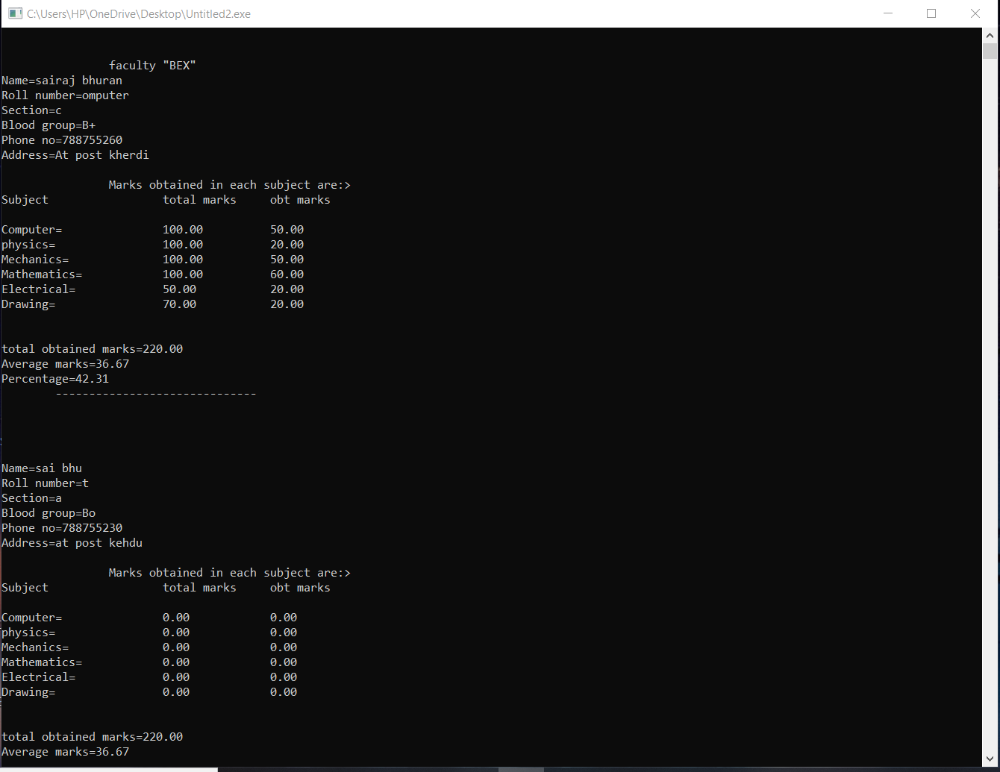 C:\Users\HP\OneDrive\Desktop\Untitled2.exe
faculty "BEX"
Name=sairaj bhuran
Roll number=omputer
Section=c
Blood group=B+
Phone no=788755260
Address=At post kherdi
Marks obtained in each subject are:>
Subject total marks obt marks
Computer= 100.00 50.00
physics= 100.00 20.00
Mechanics= 100.00 50.00
Mathematics= 100.00 60.00
Electrical= 50.00 20.00
Drawing= 70.00 20.00
total obtained marks=220.00
Average marks=36.67
Percentage=42.31
------------------------------
Name=sai bhu
Roll number=t
Section=a
Blood group=Bo
Phone no=788755230
Address=at post kehdu
Marks obtained in each subject are:>
Subject total marks obt marks
Computer= 0.00 0.00
physics= 0.00 0.00
Mechanics= 0.00 0.00
Mathematics= 0.00 0.00
Electrical= 0.00 0.00
Drawing= 0.00 0.00
total obtained marks=220.00
Average marks=36.67